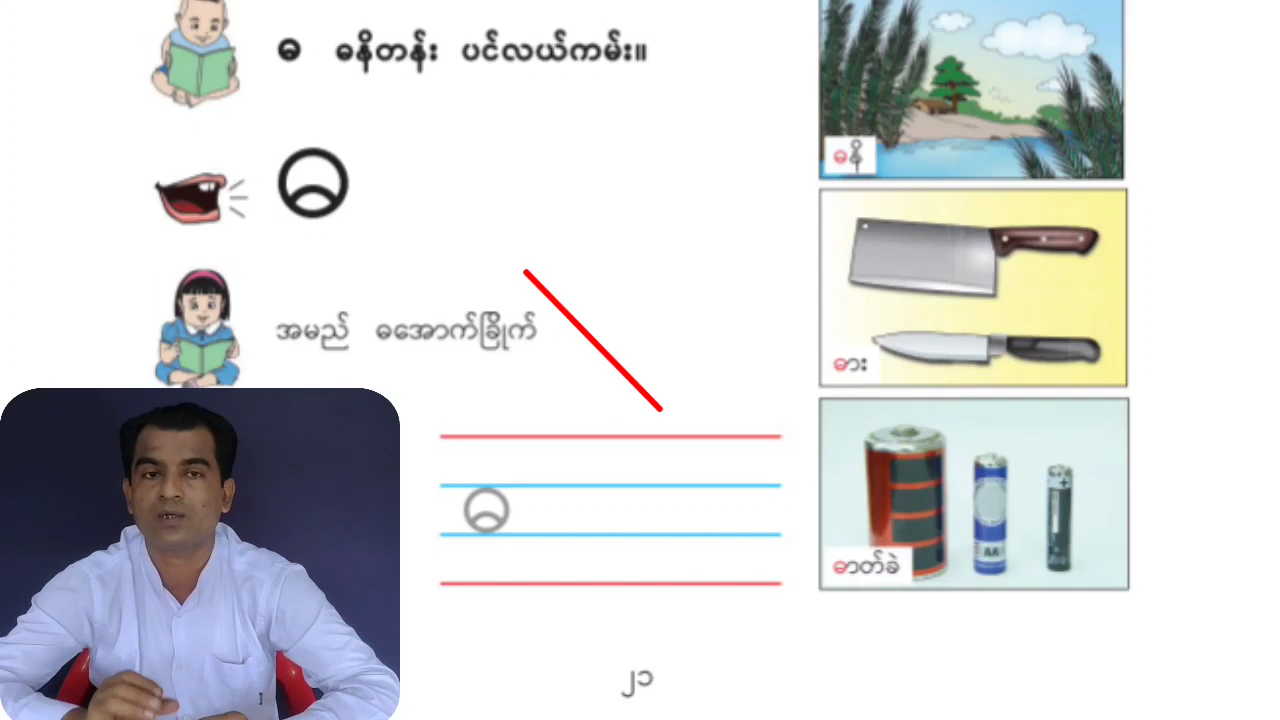 ဓ ဓနိတန်း ပင်လယ်ကမ်း။
ဓနိ
ဓ
ဓား
အမည် ဓအောက်ခြိုက်
ဓ
ဓာတ်ခဲ
AA
၂၁